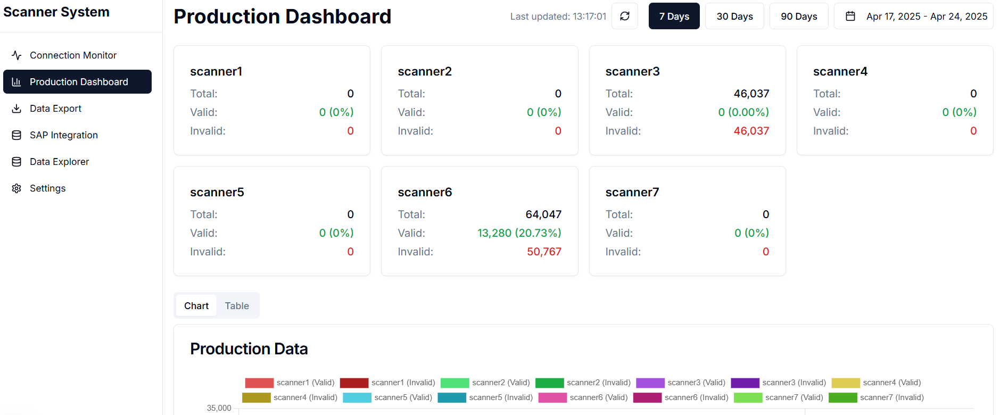 Scanner System
Connection Monitor
Production Dashboard
Data Export
SAP Integration
Data Explorer
Settings
Production Dashboard
Last updated: 13:17:01
7 Days
30 Days
90 Days
Apr 17, 2025 - Apr 24, 2025
scanner1
Total: 0
Valid: 0 (0%)
Invalid: 0
scanner2
Total: 0
Valid: 0 (0%)
Invalid: 0
scanner3
Total: 46,037
Valid: 0 (0.00%)
Invalid: 46,037
scanner4
Total: 0
Valid: 0 (0%)
Invalid: 0
scanner5
Total: 0
Valid: 0 (0%)
Invalid: 0
scanner6
Total: 64,047
Valid: 13,280 (20.73%)
Invalid: 50,767
scanner7
Total: 0
Valid: 0 (0%)
Invalid: 0
Chart Table
Production Data
scanner1 (Valid) scanner1 (Invalid) scanner2 (Valid) scanner2 (Invalid) scanner3 (Valid) scanner3 (Invalid) scanner4 (Valid)
scanner4 (Invalid) scanner5 (Valid) scanner5 (Invalid) scanner6 (Valid) scanner6 (Invalid) scanner7 (Valid) scanner7 (Invalid)
35,000